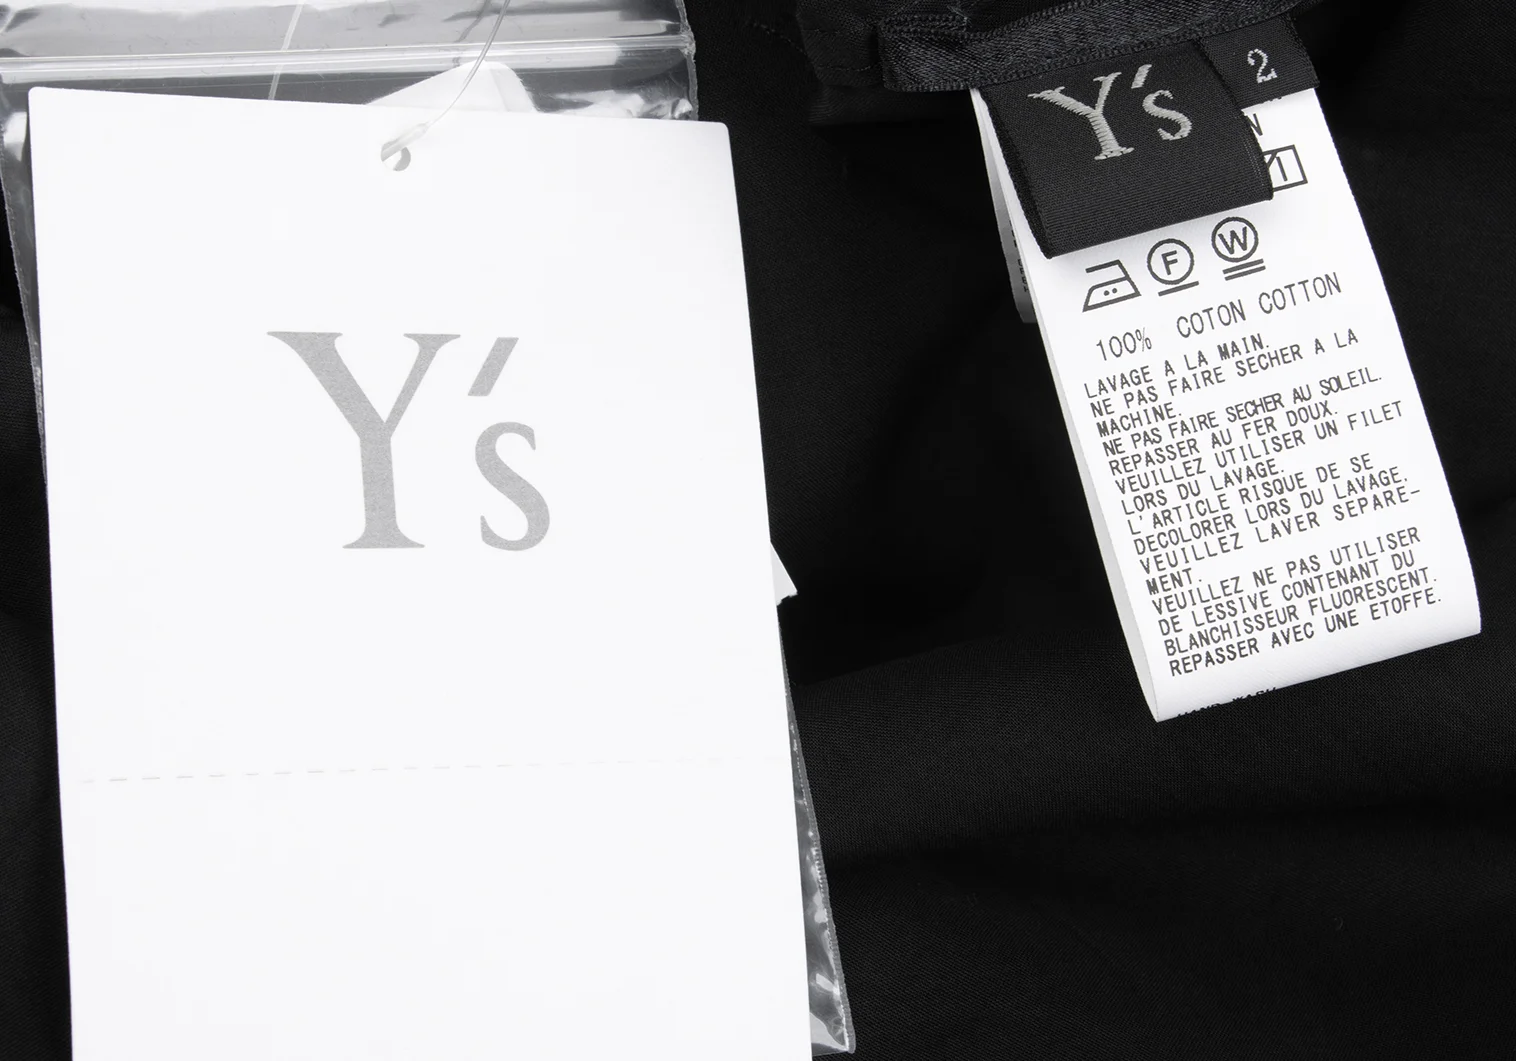 Y's
Y's
2
F
W
100% COTON COTTON
LAVAGE A LA MAIN.
NE PAS FAIRE SECHER A LA
MACHINE.
NE PAS FAIRE SECHER AU SOLEIL.
REPASSER AU FER DOUX.
VEUILLEZ UTILISER UN FILET
LORS DU LAVAGE.
L'ARTICLE RISQUE DE SE
DECOLORER LORS DU LAVAGE.
VEUILLEZ LAVER SEPARE-
MENT.
VEUILLEZ NE PAS UTILISER
DE LESSIVE CONTENANT DU
BLANCHISSEUR FLUORESCENT.
REPASSER AVEC UNE ETOFFE.